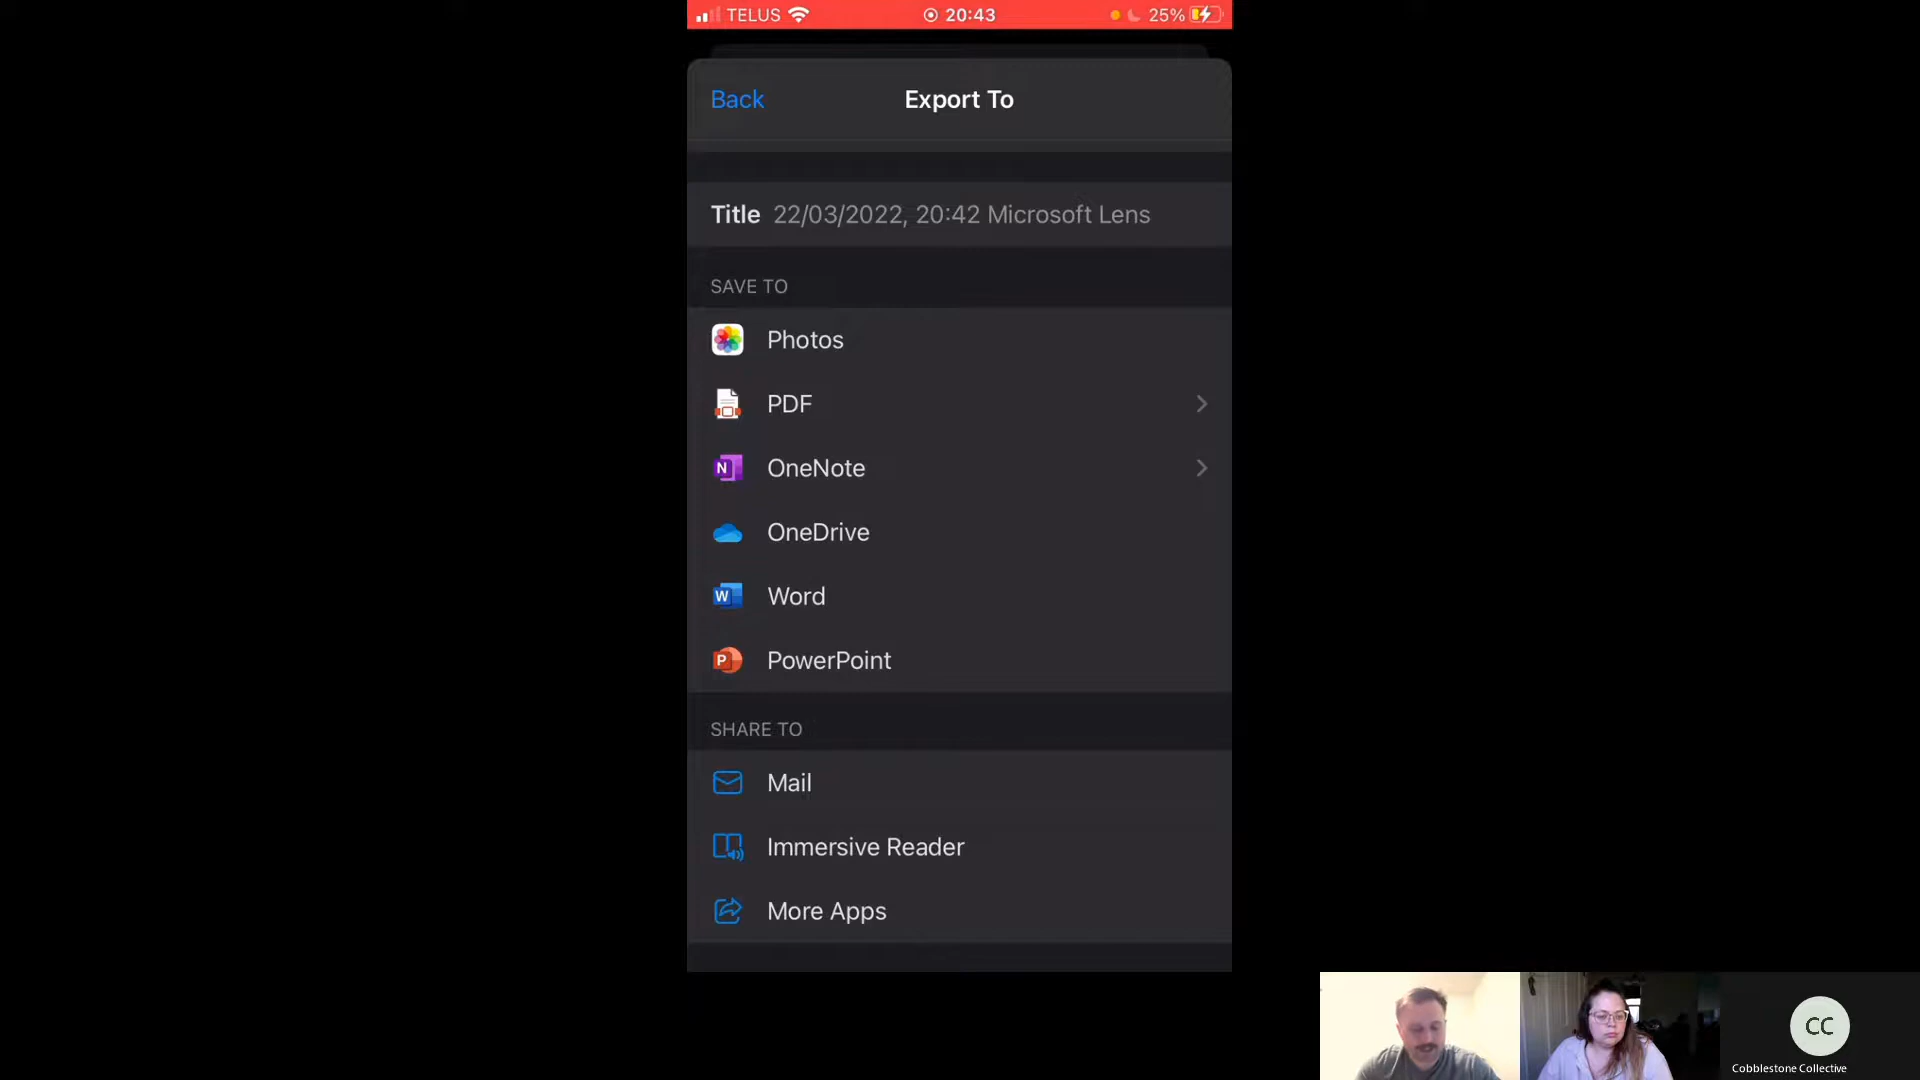 TELUS 20:43 25%
Back Export To
Title 22/03/2022, 20:42 Microsoft Lens
SAVE TO
Photos
PDF
N OneNote
OneDrive
W Word
P PowerPoint
SHARE TO
Mail
Immersive Reader
More Apps
CC
Cobblestone Collective